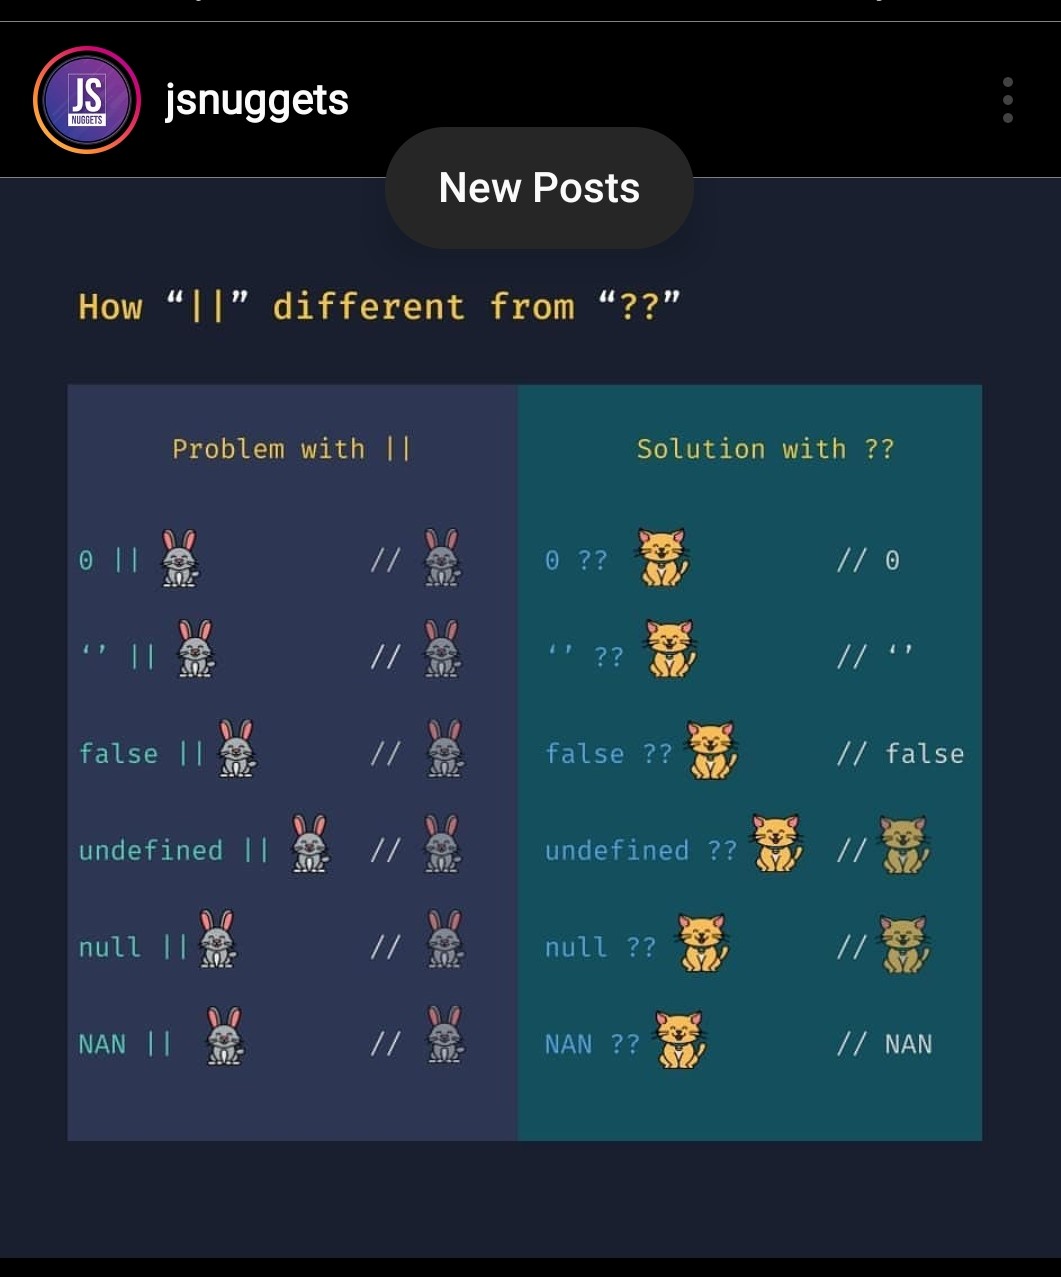 JS
NUGGETS
jsnuggets
New Posts
How “||” different from “??”
Problem with ||
0 || //
‘’ || //
false || //
undefined || //
null || //
NAN || //
Solution with ??
0 ?? // 0
‘’ ?? // ‘’
false ?? // false
undefined ?? //
null ?? //
NAN ?? // NAN